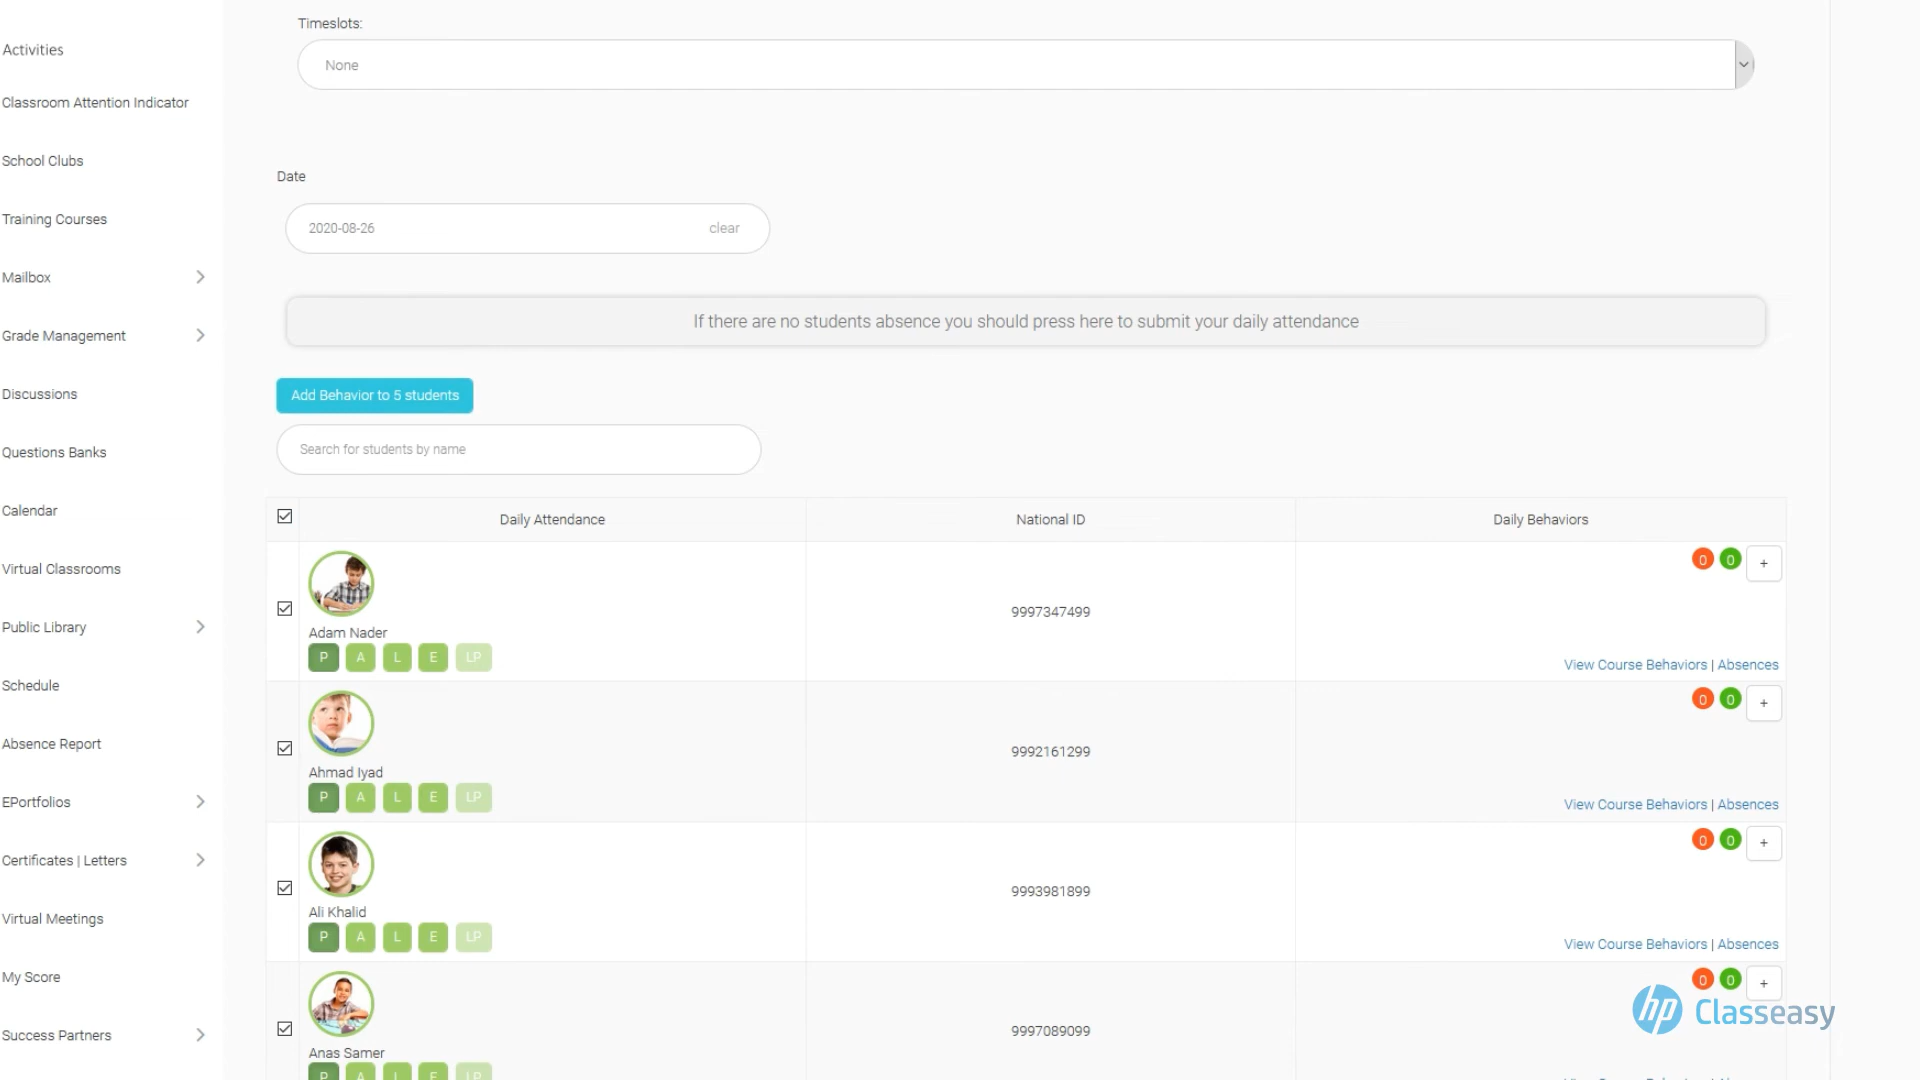 Timeslots:
None
Activities
Classroom Attention Indicator
School Clubs
Training Courses
Mailbox
Grade Management
Discussions
Questions Banks
Calendar
Virtual Classrooms
Public Library
Schedule
Absence Report
EPortfolios
Certificates | Letters
Virtual Meetings
My Score
Success Partners
Date
2020-08-26 clear
If there are no students absence you should press here to submit your daily attendance
Add Behavior to 5 students
Search for students by name
Daily Attendance National ID Daily Behaviors
0 0 +
9997347499
Adam Nader
P A L E LP
View Course Behaviors | Absences
0 0 +
9992161299
Ahmad Iyad
P A L E LP
View Course Behaviors | Absences
0 0 +
9993981899
Ali Khalid
P A L E LP
View Course Behaviors | Absences
0 0 +
hp Classeasy
9997089099
Anas Samer
P A L E LP